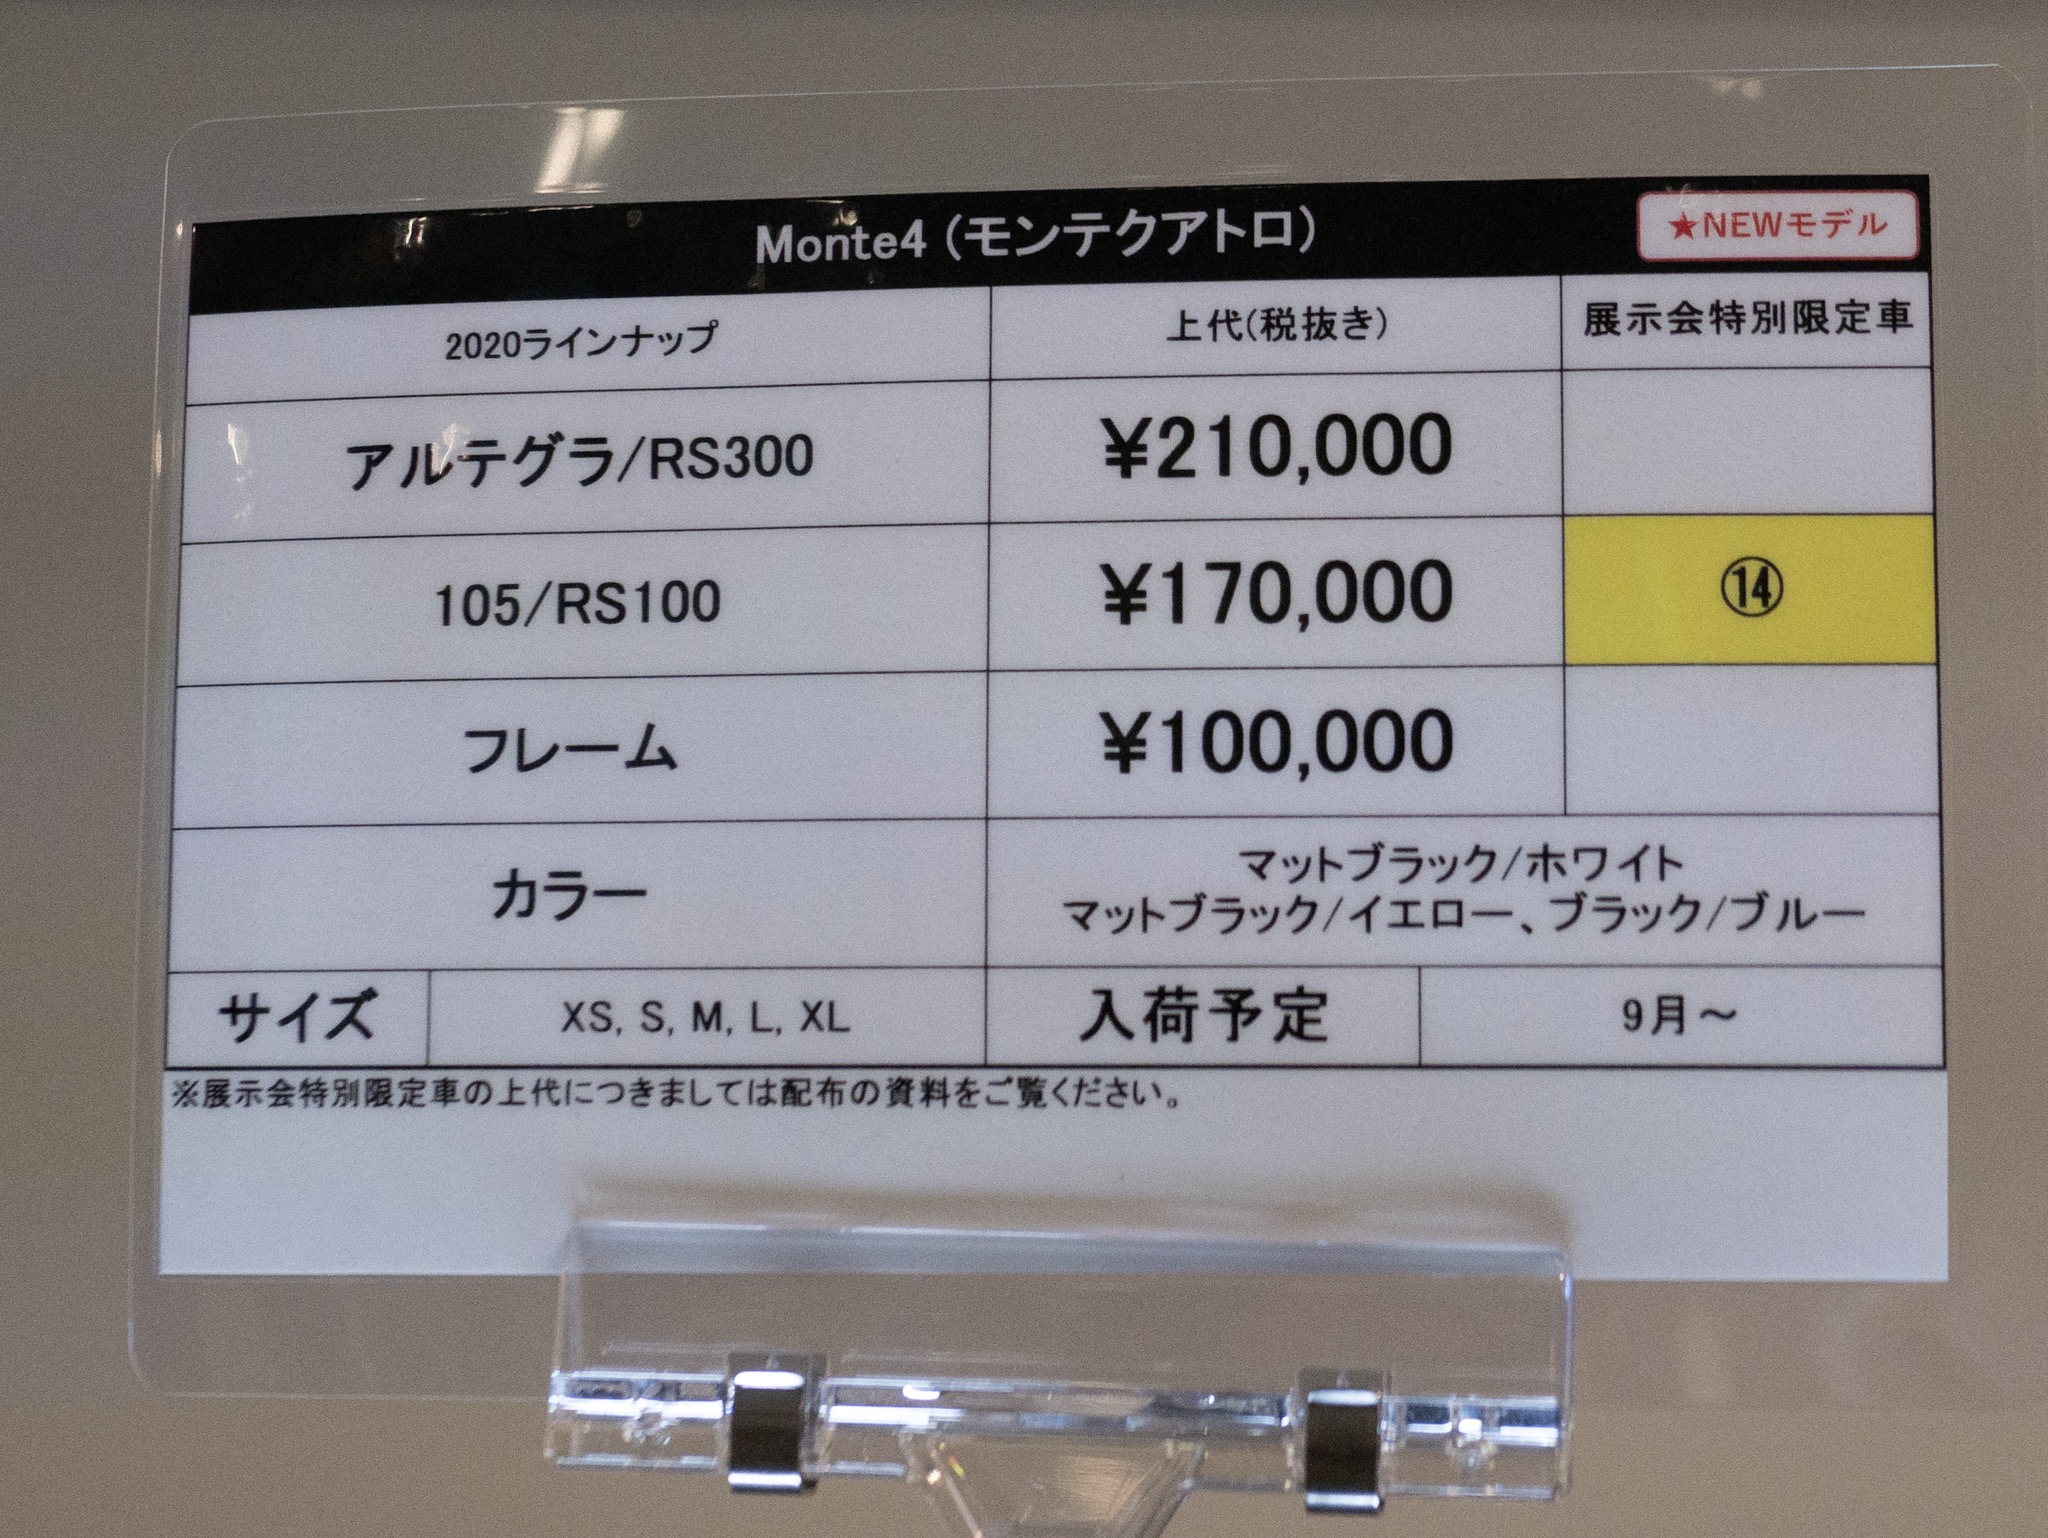 Monte4 (モンテクアトロ)
★NEWモデル
2020ラインナップ
上代(税抜き)
展示会特別限定車
アルテグラ/RS300
¥210,000
105/RS100
¥170,000
⑭
フレーム
¥100,000
カラー
マットブラック/ホワイト
マットブラック/イエロー、ブラック/ブルー
サイズ
XS, S, M, L, XL
入荷予定
9月～
※展示会特別限定車の上代につきましては配布の資料をご覧ください。